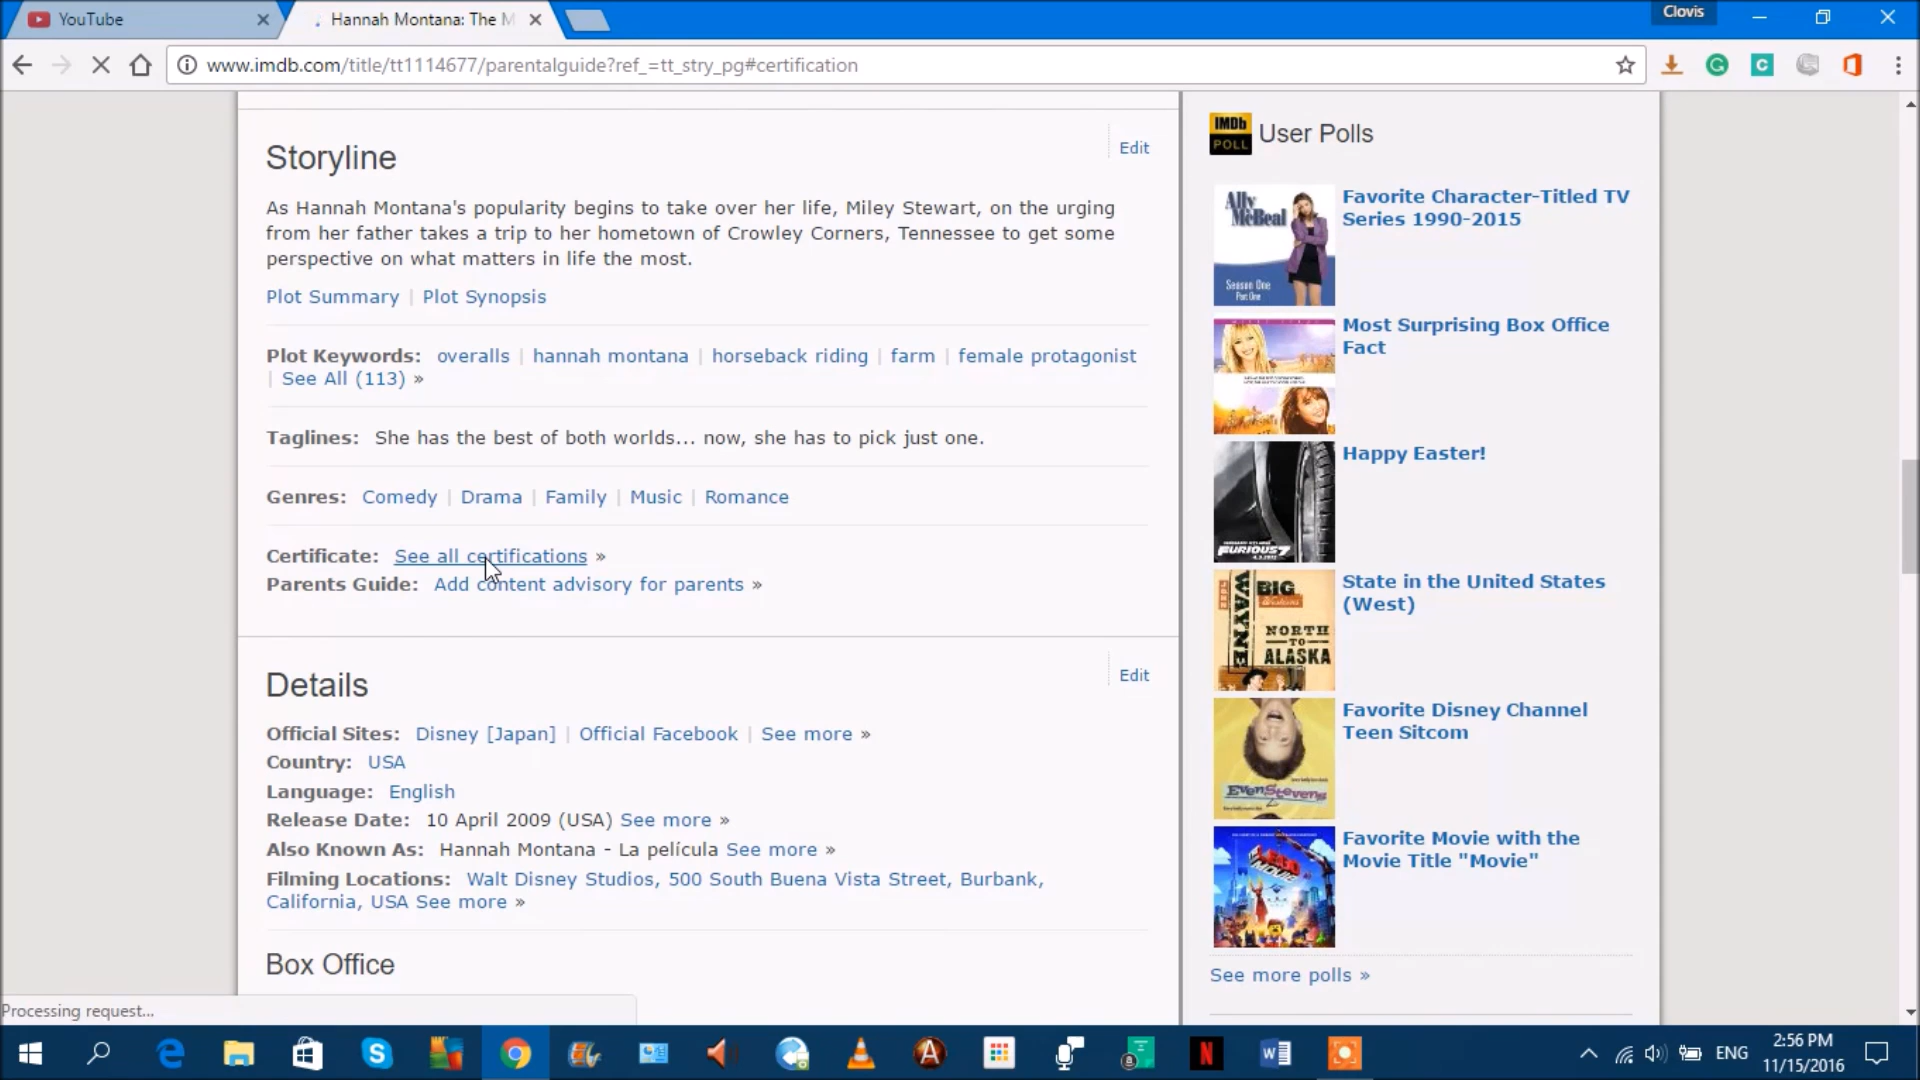 YouTube
Hannah Montana: The M
Clovis
www.imdb.com/title/tt1114677/parentalguide?ref_=tt_stry_pg#certification
Storyline
Edit
As Hannah Montana's popularity begins to take over her life, Miley Stewart, on the urging
from her father takes a trip to her hometown of Crowley Corners, Tennessee to get some
perspective on what matters in life the most.
Plot Summary | Plot Synopsis
Plot Keywords: overalls | hannah montana | horseback riding | farm | female protagonist
| See All (113) »
Taglines: She has the best of both worlds... now, she has to pick just one.
Genres: Comedy | Drama | Family | Music | Romance
Certificate: See all certifications »
Parents Guide: Add content advisory for parents »
Details
Edit
Official Sites: Disney [Japan] | Official Facebook | See more »
Country: USA
Language: English
Release Date: 10 April 2009 (USA) See more »
Also Known As: Hannah Montana - La película See more »
Filming Locations: Walt Disney Studios, 500 South Buena Vista Street, Burbank,
California, USA See more »
Box Office
IMDb
POLL
User Polls
Ally
McBeal
Season One
Part One
Favorite Character-Titled TV
Series 1990-2015
Most Surprising Box Office
Fact
FURIOUS 7
Happy Easter!
WAYNE
BIG
NORTH
TO
ALASKA
State in the United States
(West)
Even Stevens
Favorite Disney Channel
Teen Sitcom
LEGO
MOVIE
Favorite Movie with the
Movie Title "Movie"
See more polls »
Processing request...
ENG
2:56 PM
11/15/2016